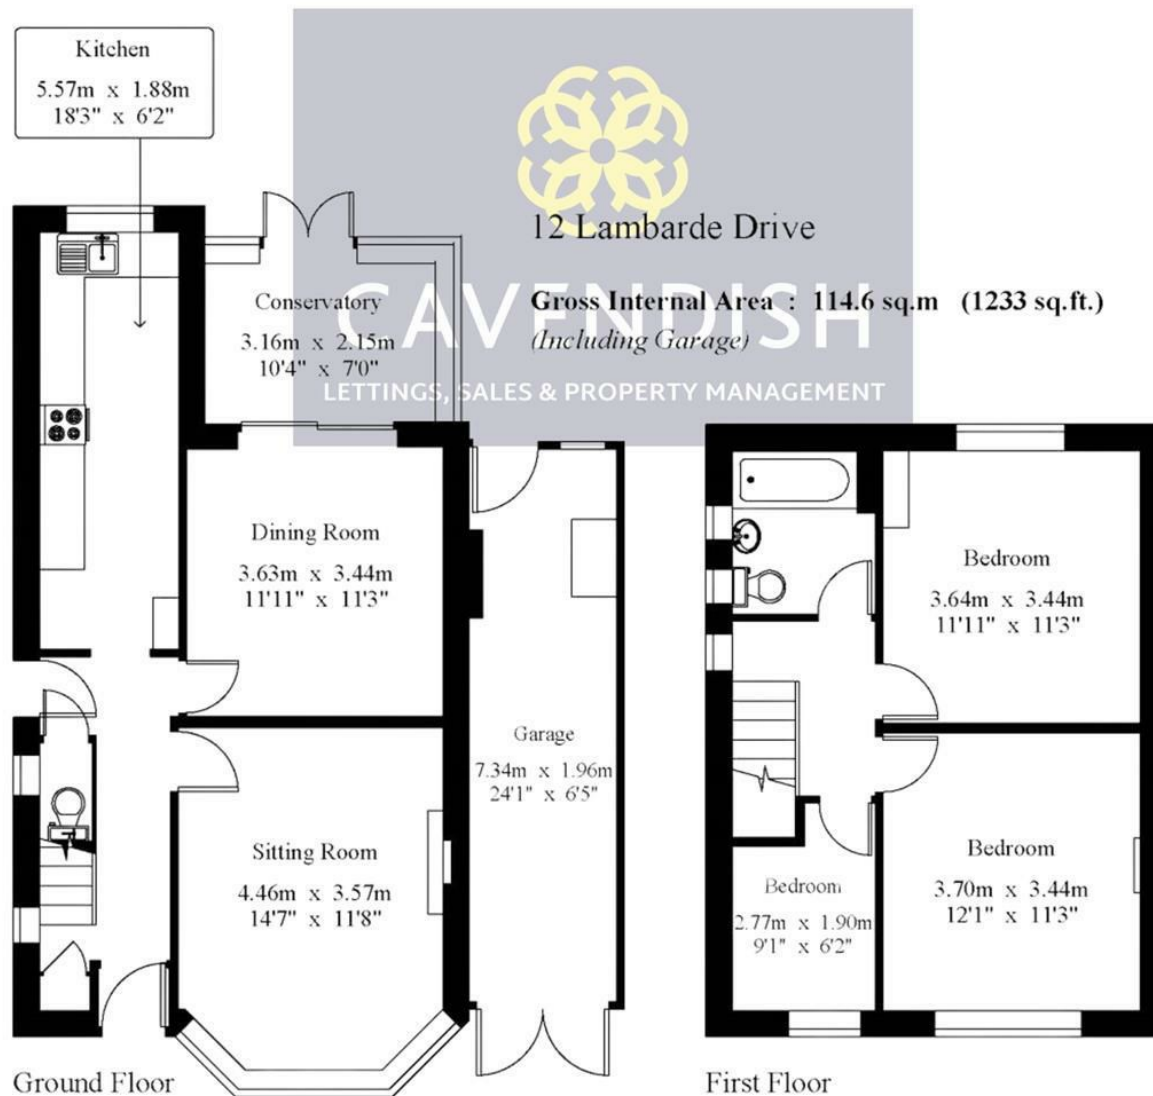 Kitchen
5.57m x 1.88m
18'3" x 6'2"
12 Lambarde Drive
Gross Internal Area : 114.6 sq.m (1233 sq.ft.)
(Including Garage)
CAVENDISH
LETTINGS, SALES & PROPERTY MANAGEMENT
Conservatory
3.16m x 2.15m
10'4" x 7'0"
Dining Room
3.63m x 3.44m
11'11" x 11'3"
Sitting Room
4.46m x 3.57m
14'7" x 11'8"
Garage
7.34m x 1.96m
24'1" x 6'5"
Bedroom
3.64m x 3.44m
11'11" x 11'3"
Bedroom
3.70m x 3.44m
12'1" x 11'3"
Bedroom
2.77m x 1.90m
9'1" x 6'2"
Ground Floor
First Floor